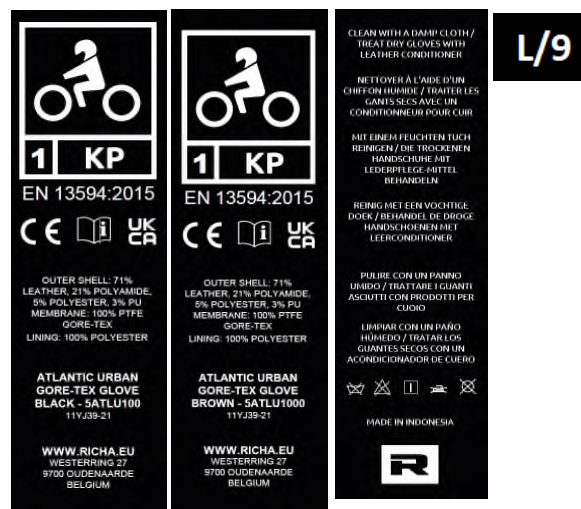 1 KP
EN 13594:2015
CE UK
CA
OUTER SHELL: 71%
LEATHER, 21% POLYAMIDE,
5% POLYESTER, 3% PU
MEMBRANE: 100% PTFE
GORE-TEX
LINING: 100% POLYESTER
ATLANTIC URBAN
GORE-TEX GLOVE
BLACK - 5ATLU100
11YJ39-21
WWW.RICHA.EU
WESTERRING 27
9700 OUDENAARDE
BELGIUM
1 KP
EN 13594:2015
CE UK
CA
OUTER SHELL: 71%
LEATHER, 21% POLYAMIDE,
5% POLYESTER, 3% PU
MEMBRANE: 100% PTFE
GORE-TEX
LINING: 100% POLYESTER
ATLANTIC URBAN
GORE-TEX GLOVE
BROWN - 5ATLU1000
11YJ39-21
WWW.RICHA.EU
WESTERRING 27
9700 OUDENAARDE
BELGIUM
CLEAN WITH A DAMP CLOTH /
TREAT DRY GLOVES WITH
LEATHER CONDITIONER
NETTOYER À L'AIDE D'UN
CHIFFON HUMIDE / TRAITER LES
GANTS SECS AVEC UN
CONDITIONNEUR POUR CUIR
MIT EINEM FEUCHTEN TUCH
REINIGEN / DIE TROCKENEN
HANDSCHUHE MIT
LEDERPFLEGE-MITTEL
BEHANDELN
REINIG MET EEN VOCHTIGE
DOEK / BEHANDEL DE DROGE
HANDSCHOENEN MET
LEERCONDITIONER
PULIRE CON UN PANNO
UMIDO / TRATTARE I GUANTI
ASCIUTTI CON PRODOTTI PER
CUOIO
LIMPIAR CON UN PAÑO
HÚMEDO / TRATAR LOS
GUANTES SECOS CON UN
ACONDICIONADOR DE CUERO
MADE IN INDONESIA
R
L/9